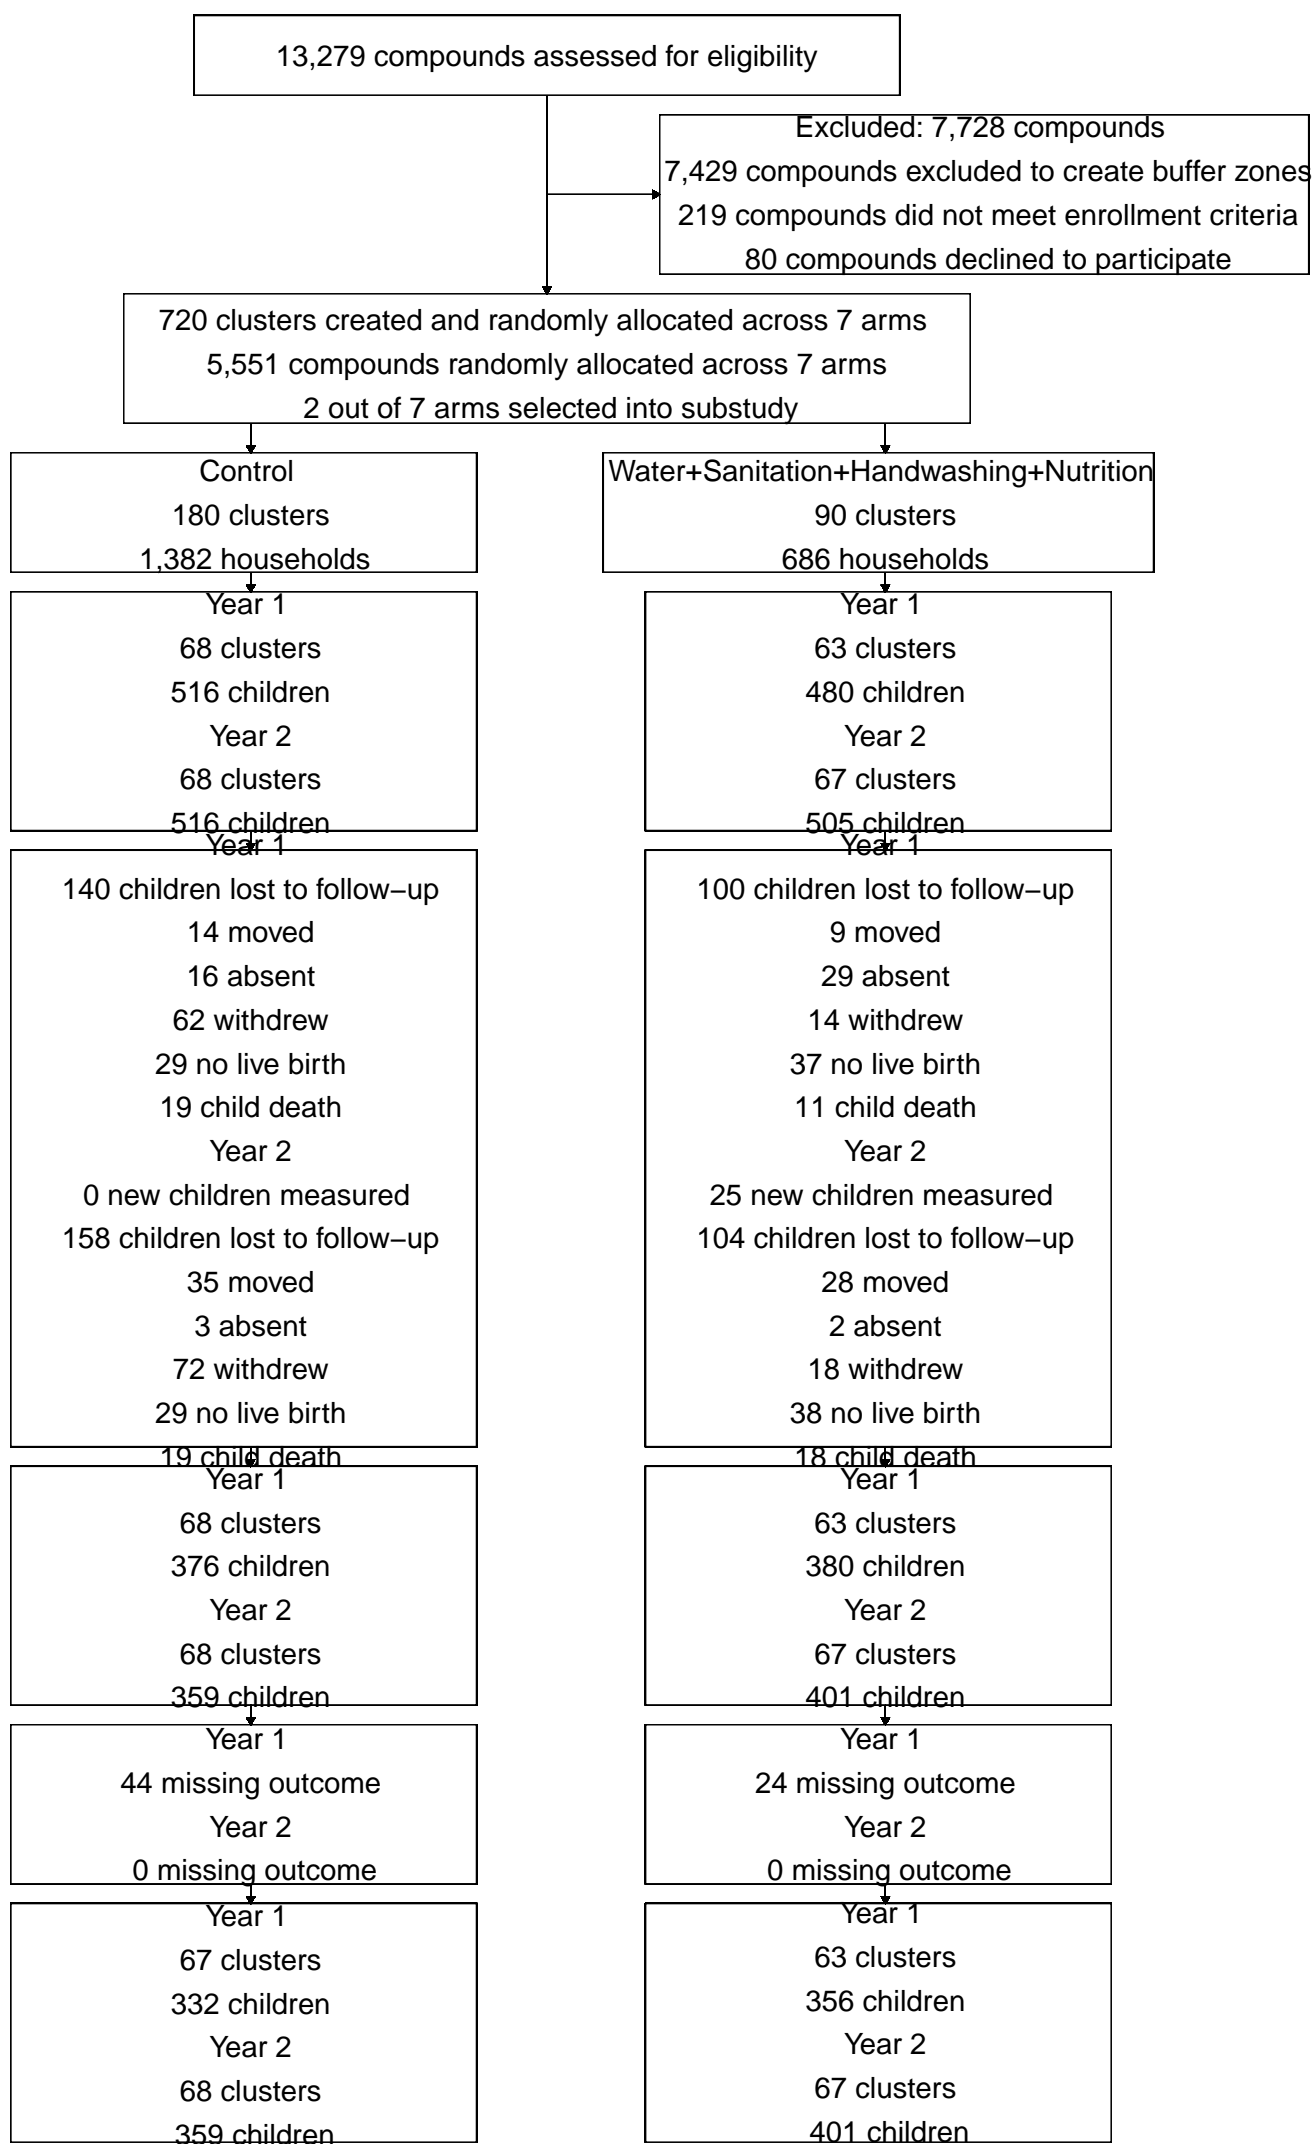 13,279 compounds assessed for eligibility
Excluded: 7,728 compounds
7,429 compounds excluded to create buffer zones
219 compounds did not meet enrollment criteria
80 compounds declined to participate
720 clusters created and randomly allocated across 7 arms
5,551 compounds randomly allocated across 7 arms
2 out of 7 arms selected into substudy
Control
180 clusters
1,382 households
Water+Sanitation+Handwashing+Nutrition
90 clusters
686 households
Year 1
68 clusters
516 children
Year 2
68 clusters
516 children
Year 1
63 clusters
480 children
Year 2
67 clusters
505 children
Year 1
140 children lost to follow−up
14 moved
16 absent
62 withdrew
29 no live birth
19 child death
Year 2
0 new children measured
158 children lost to follow−up
35 moved
3 absent
72 withdrew
29 no live birth
19 child death
Year 1
100 children lost to follow−up
9 moved
29 absent
14 withdrew
37 no live birth
11 child death
Year 2
25 new children measured
104 children lost to follow−up
28 moved
2 absent
18 withdrew
38 no live birth
18 child death
Year 1
68 clusters
376 children
Year 2
68 clusters
359 children
Year 1
63 clusters
380 children
Year 2
67 clusters
401 children
Year 1
44 missing outcome
Year 2
0 missing outcome
Year 1
24 missing outcome
Year 2
0 missing outcome
Year 1
67 clusters
332 children
Year 2
68 clusters
359 children
Year 1
63 clusters
356 children
Year 2
67 clusters
401 children